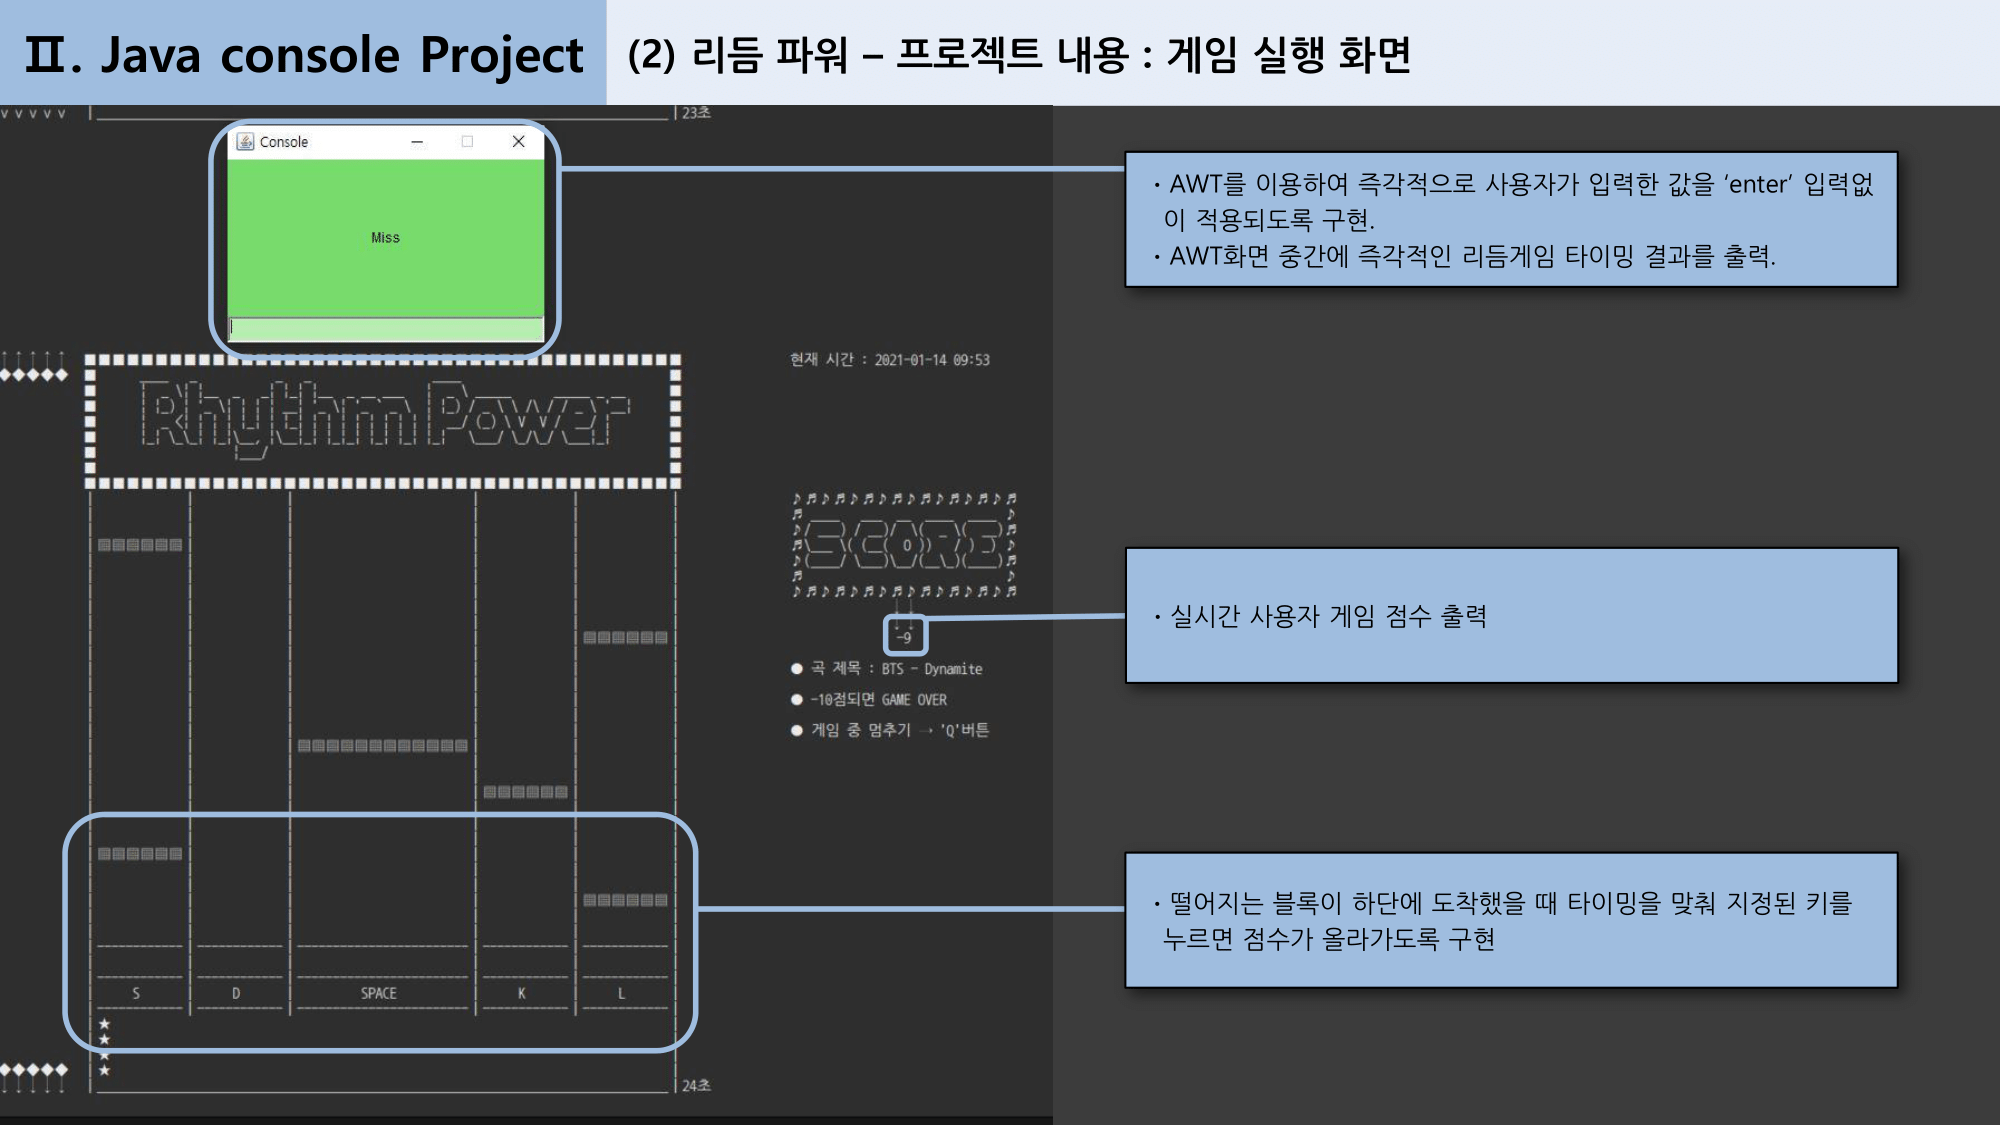 Ⅱ. Java console Project
(2) 리듬 파워 – 프로젝트 내용 : 게임 실행 화면
v v v v v
23초
Console
Miss
· AWT를 이용하여 즉각적으로 사용자가 입력한 값을 ‘enter’ 입력없
이 적용되도록 구현.
· AWT화면 중간에 즉각적인 리듬게임 타이밍 결과를 출력.
현재 시간 : 2021-01-14 09:53
Rhythm Power
SCORE
-9
· 실시간 사용자 게임 점수 출력
● 곡 제목 : BTS - Dynamite
● -10점되면 GAME OVER
● 게임 중 멈추기 → 'Q'버튼
· 떨어지는 블록이 하단에 도착했을 때 타이밍을 맞춰 지정된 키를
누르면 점수가 올라가도록 구현
S D SPACE K L
★
★
★
★
24초